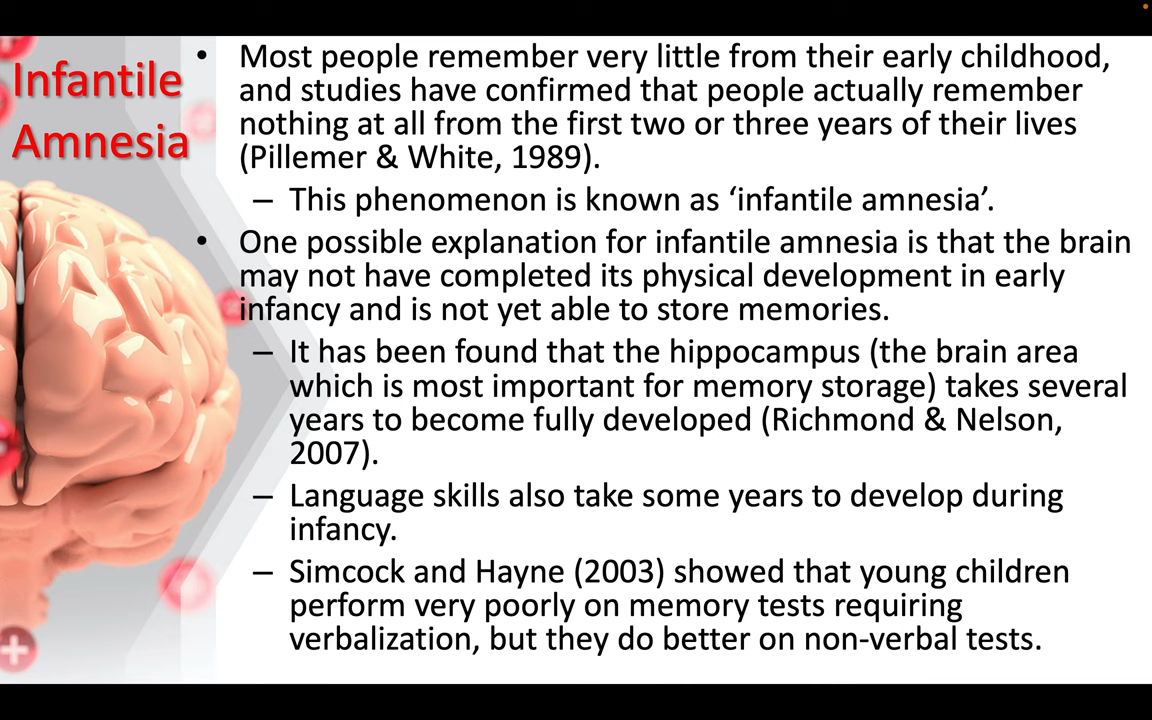 Infantile
Amnesia
• Most people remember very little from their early childhood,
and studies have confirmed that people actually remember
nothing at all from the first two or three years of their lives
(Pillemer & White, 1989).
– This phenomenon is known as ‘infantile amnesia’.
• One possible explanation for infantile amnesia is that the brain
may not have completed its physical development in early
infancy and is not yet able to store memories.
– It has been found that the hippocampus (the brain area
which is most important for memory storage) takes several
years to become fully developed (Richmond & Nelson,
2007).
– Language skills also take some years to develop during
infancy.
– Simcock and Hayne (2003) showed that young children
perform very poorly on memory tests requiring
verbalization, but they do better on non-verbal tests.